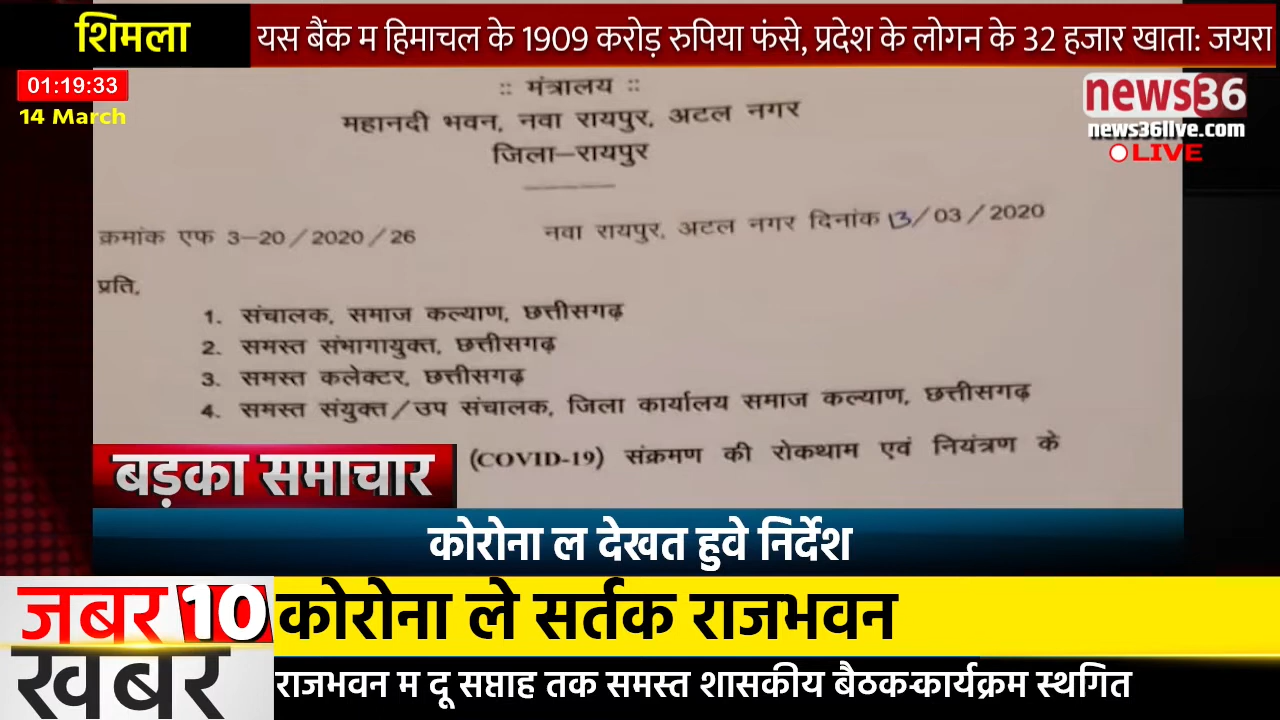 शिमला
यस बैंक म हिमाचल के 1909 करोड़ रुपिया फंसे, प्रदेश के लोगन के 32 हजार खाता: जयरा
01:19:33
14 March
news36
news36live.com
LIVE
:: मंत्रालय ::
महानदी भवन, नवा रायपुर, अटल नगर
जिला-रायपुर
क्रमांक एफ 3-20/2020/26
नवा रायपुर, अटल नगर दिनांक 13/03/2020
प्रति,
1. संचालक, समाज कल्याण, छत्तीसगढ़
2. समस्त संभागायुक्त, छत्तीसगढ़
3. समस्त कलेक्टर, छत्तीसगढ़
4. समस्त संयुक्त/उप संचालक, जिला कार्यालय समाज कल्याण, छत्तीसगढ़
(COVID-19) संक्रमण की रोकथाम एवं नियंत्रण के
बड़का समाचार
कोरोना ल देखत हुवे निर्देश
जबर 10
खबर
कोरोना ले सर्तक राजभवन
राजभवन म दू सप्ताह तक समस्त शासकीय बैठक-कार्यक्रम स्थगित